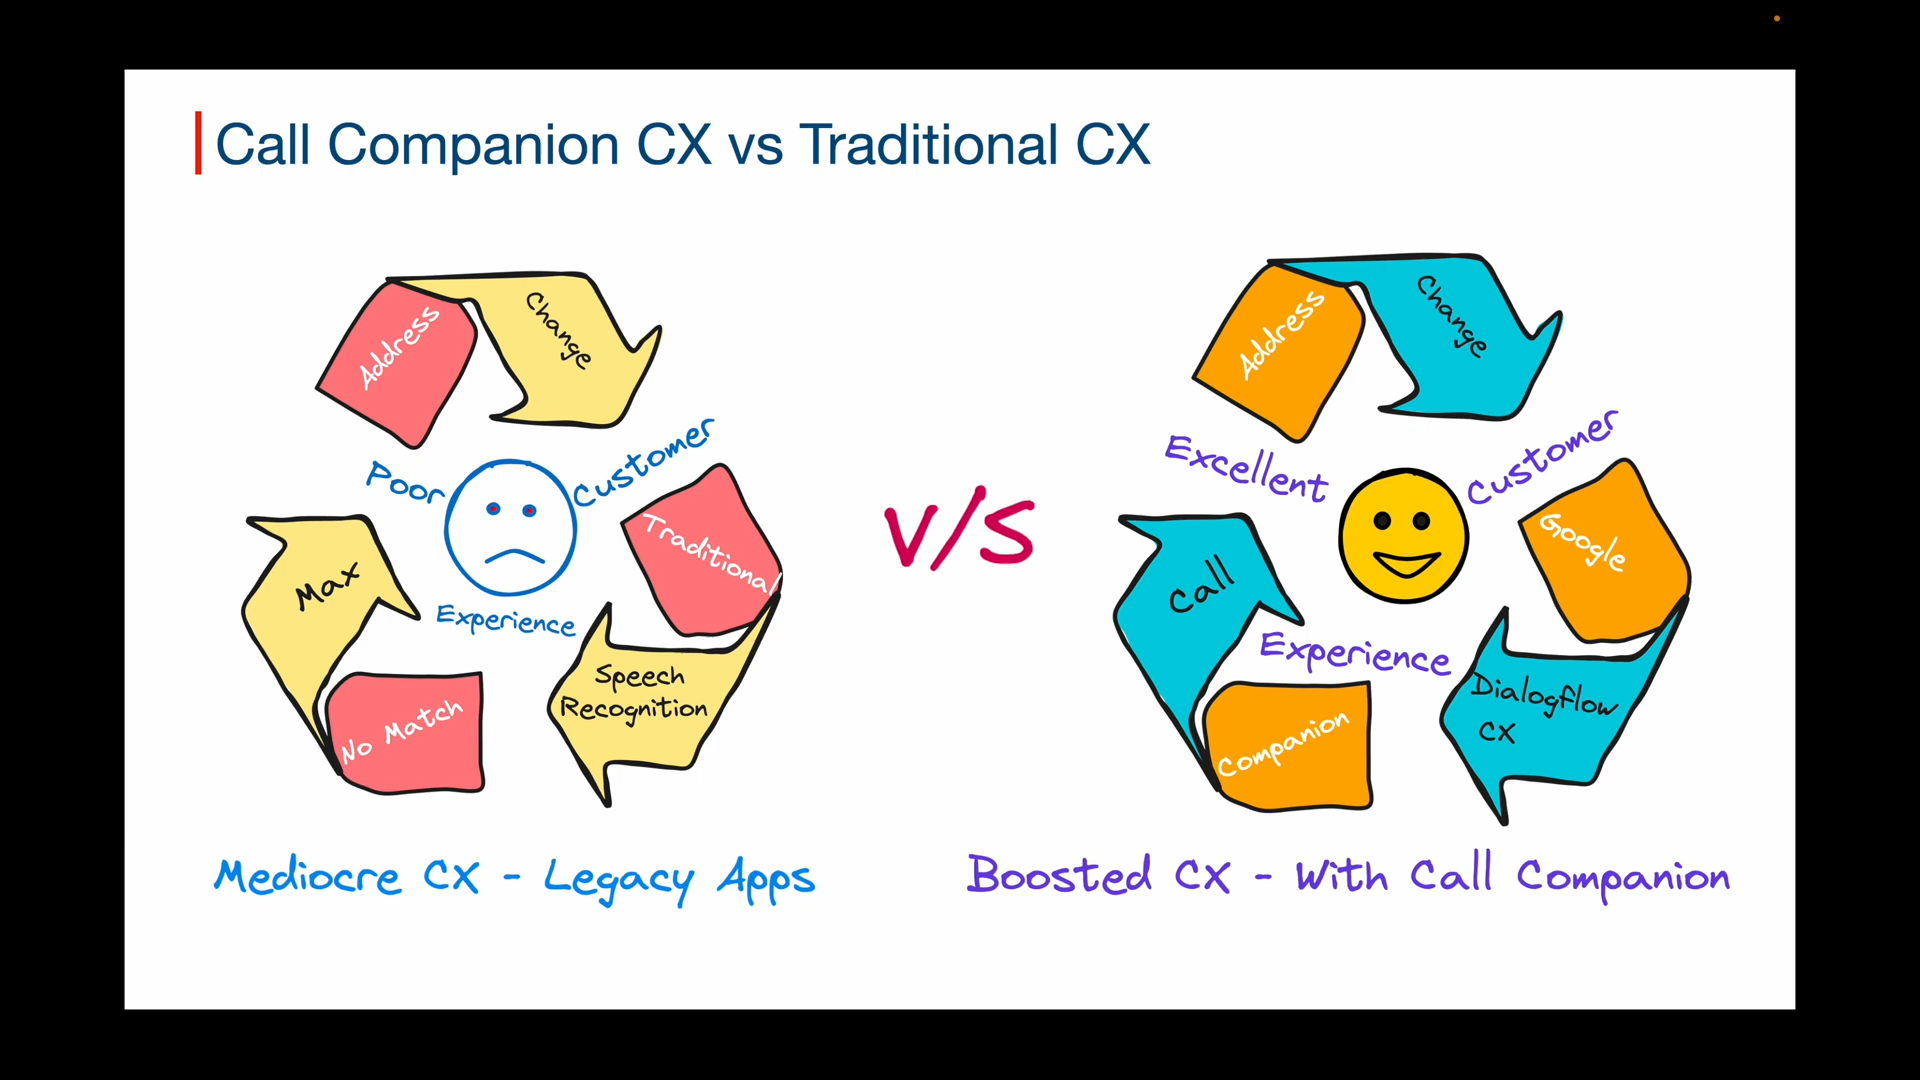 Call Companion CX vs Traditional CX
Address
Change
Poor
Customer
Experience
Traditional
Speech
Recognition
No Match
Max
Mediocre CX - Legacy Apps
v/s
Address
Change
Excellent
Customer
Experience
Google
Dialogflow
CX
Companion
Call
Boosted CX - With Call Companion